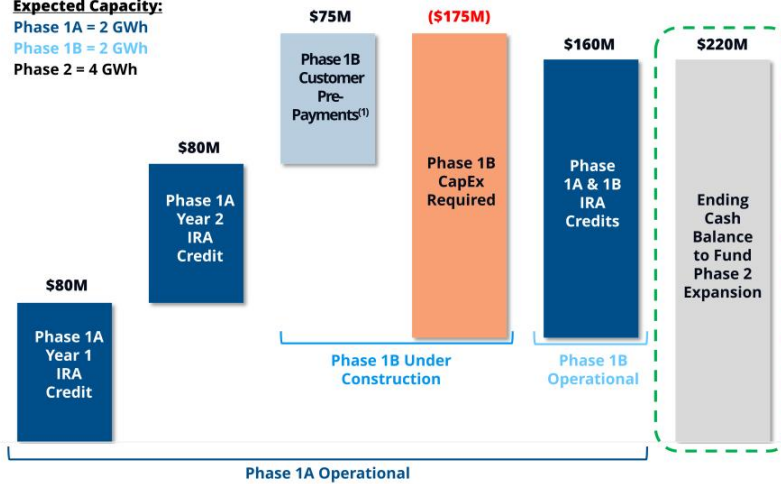 Expected Capacity:
Phase 1A = 2 GWh
Phase 1B = 2 GWh
Phase 2 = 4 GWh
$80M
Phase 1A
Year 1
IRA
Credit
$80M
Phase 1A
Year 2
IRA
Credit
$75M
Phase 1B
Customer
Pre-
Payments(1)
($175M)
Phase 1B
CapEx
Required
$160M
Phase
1A & 1B
IRA
Credits
$220M
Ending
Cash
Balance
to Fund
Phase 2
Expansion
Phase 1B Under
Construction
Phase 1B
Operational
Phase 1A Operational